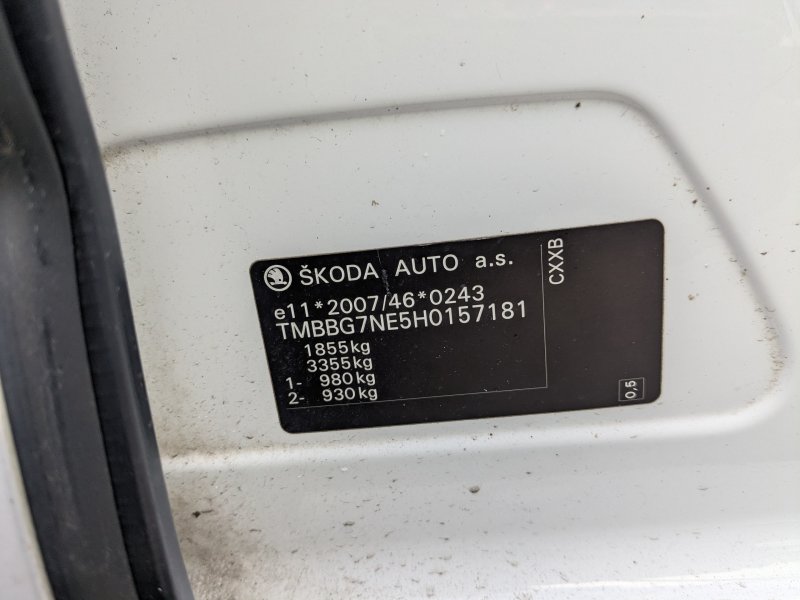 ŠKODA AUTO a.s.
e11*2007/46*0243
TMBBG7NE5H0157181
1855kg
3355kg
1- 980kg
2- 930kg
CXXB
0,5